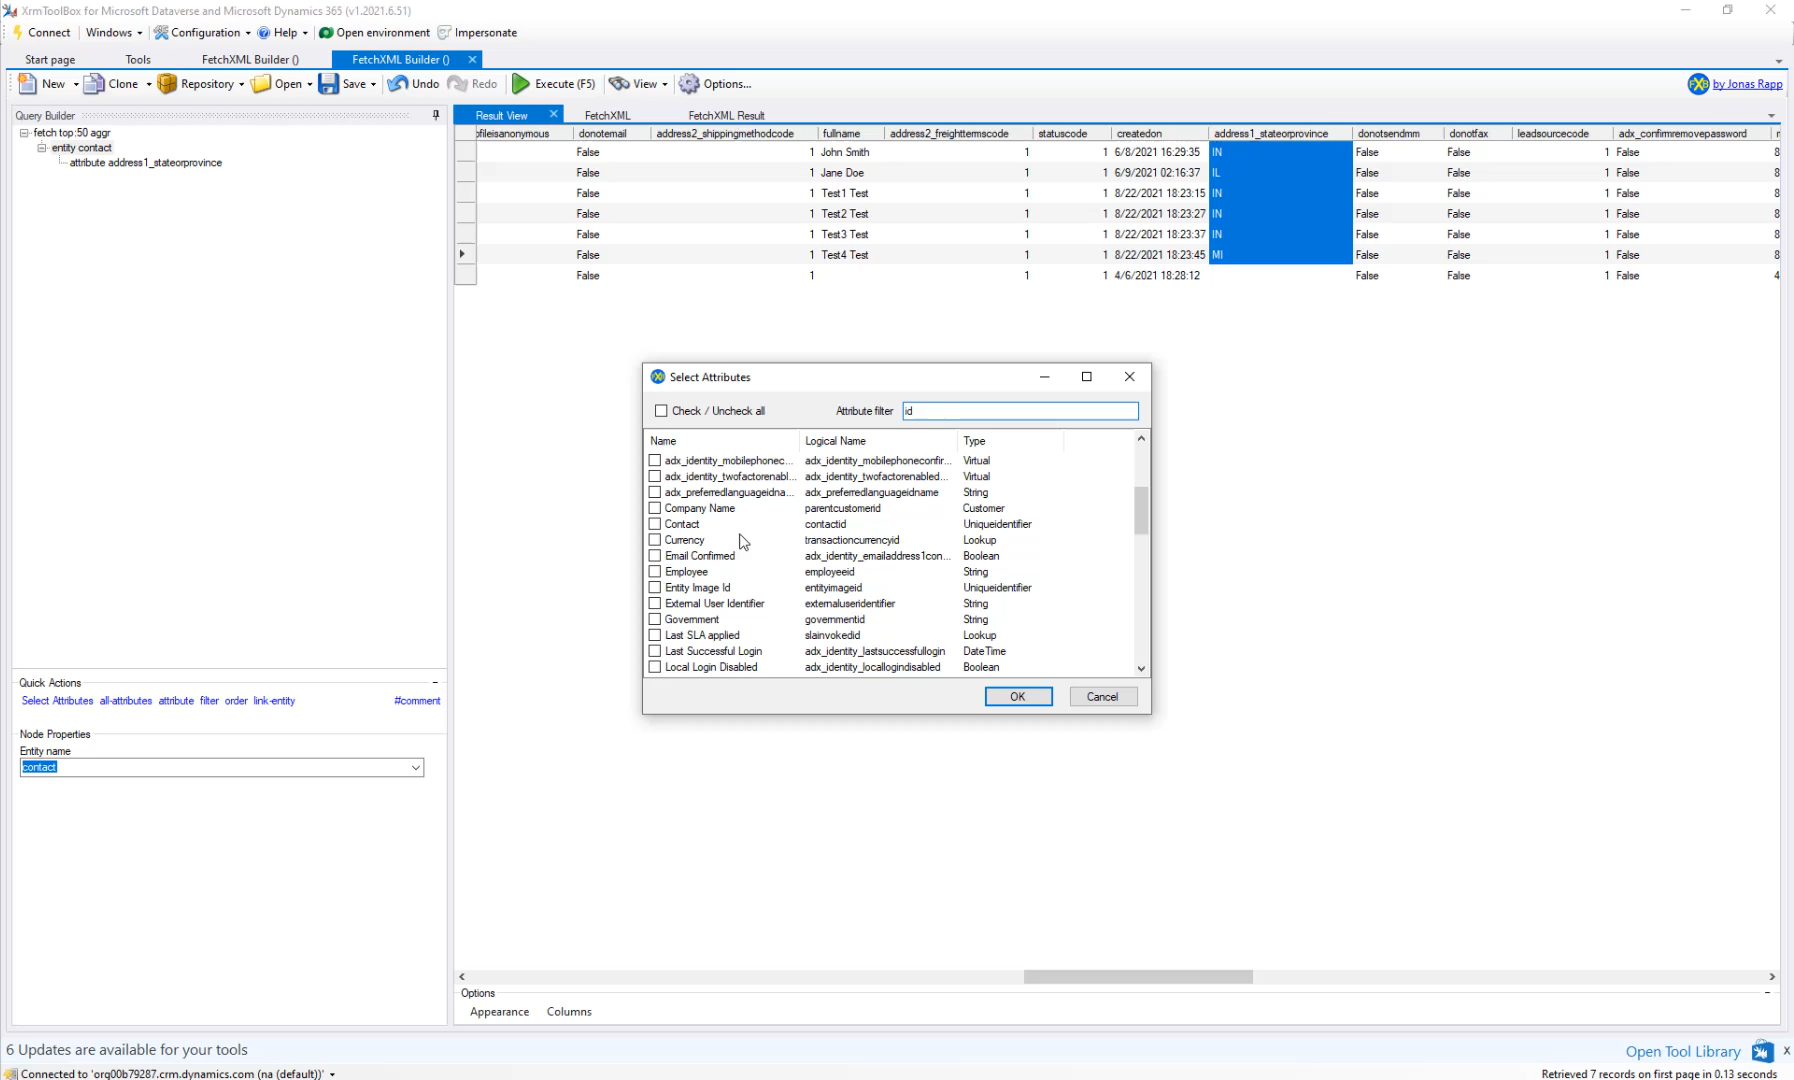 XrmToolBox for Microsoft Dataverse and Microsoft Dynamics 365 (v1.2021.6.51)
Connect Windows Configuration Help Open environment Impersonate
Start page Tools FetchXML Builder () FetchXML Builder ()
New Clone Repository Open Save Undo Redo Execute (F5) View Options... by Jonas Rapp
Query Builder
fetch top:50 aggr
entity contact
attribute address1_stateorprovince
Result View FetchXML FetchXML Result
ofileisanonymous donotemail address2_shippingmethodcode fullname address2_freighttermscode statuscode createdon address1_stateorprovince donotsendmm donotfax leadsourcecode adx_confirmremovepassword
False 1 John Smith 1 1 6/8/2021 16:29:35 IN False False 1 False 8
False 1 Jane Doe 1 1 6/9/2021 02:16:37 IL False False 1 False 8
False 1 Test1 Test 1 1 8/22/2021 18:23:15 IN False False 1 False 8
False 1 Test2 Test 1 1 8/22/2021 18:23:27 IN False False 1 False 8
False 1 Test3 Test 1 1 8/22/2021 18:23:37 IN False False 1 False 8
False 1 Test4 Test 1 1 8/22/2021 18:23:45 MI False False 1 False 8
False 1 1 1 4/6/2021 18:28:12 False False 1 False 4
Select Attributes
Check / Uncheck all Attribute filter id
Name Logical Name Type
adx_identity_mobilephonec... adx_identity_mobilephoneconfir... Virtual
adx_identity_twofactorenabl... adx_identity_twofactorenabled... Virtual
adx_preferredlanguageidna... adx_preferredlanguageidname String
Company Name parentcustomerid Customer
Contact contactid Uniqueidentifier
Currency transactioncurrencyid Lookup
Email Confirmed adx_identity_emailaddress1con... Boolean
Employee employeeid String
Entity Image Id entityimageid Uniqueidentifier
External User Identifier externaluseridentifier String
Government governmentid String
Last SLA applied slainvokedid Lookup
Last Successful Login adx_identity_lastsuccessfullogin DateTime
Local Login Disabled adx_identity_locallogindisabled Boolean
OK Cancel
Quick Actions
Select Attributes all-attributes attribute filter order link-entity #comment
Node Properties
Entity name
contact
Options
Appearance Columns
6 Updates are available for your tools Open Tool Library X
Connected to 'org00b79287.crm.dynamics.com (na (default))' Retrieved 7 records on first page in 0.13 seconds